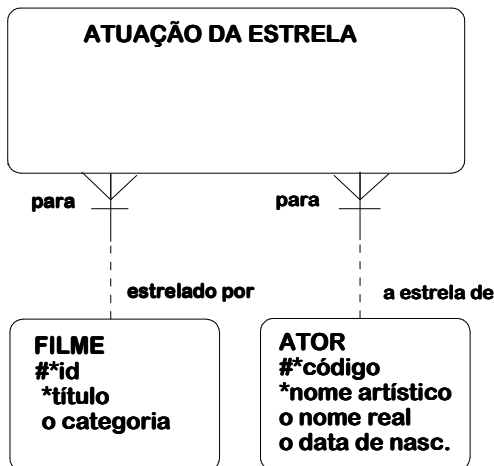 ATUAÇÃO DA ESTRELA
para
para
estrelado por
a estrela de
FILME
#*id
*título
o categoria
ATOR
#*código
*nome artístico
o nome real
o data de nasc.